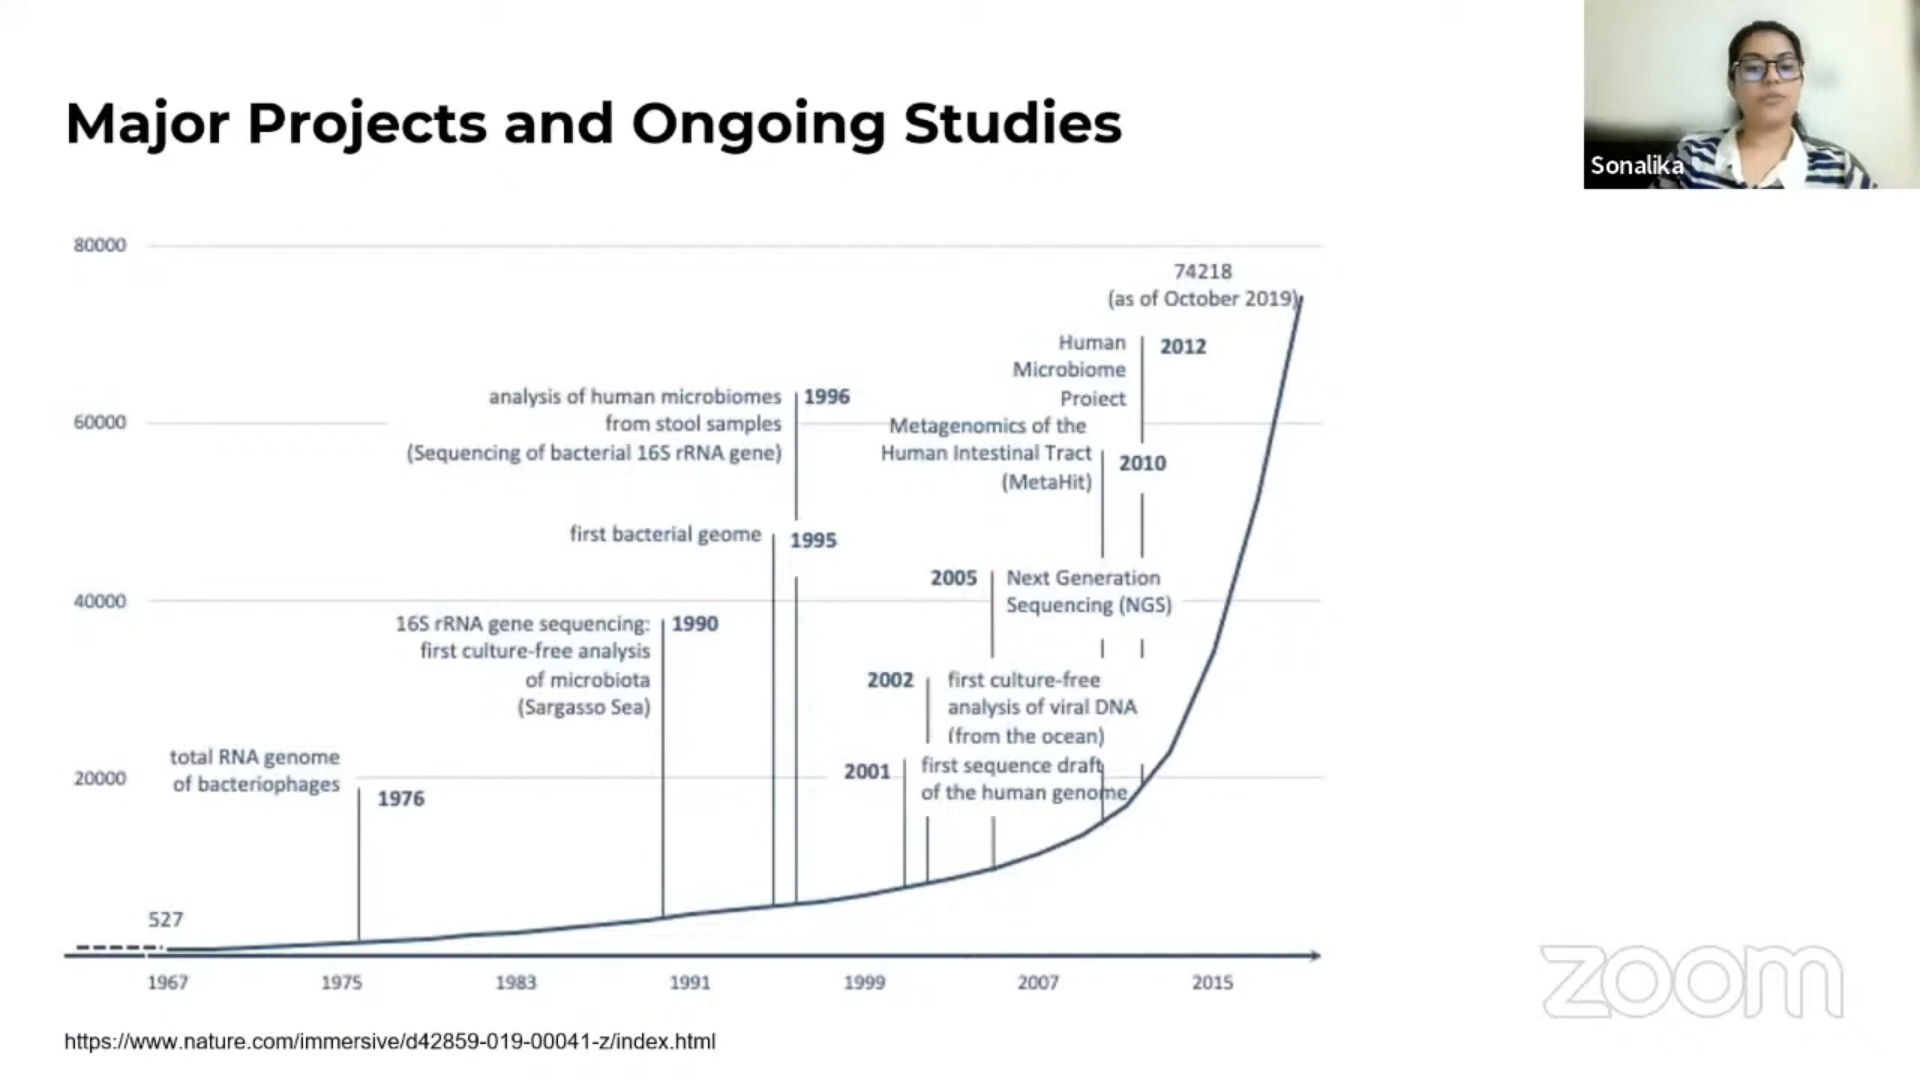 Major Projects and Ongoing Studies
Sonalika
80000
74218
(as of October 2019)
Human
Microbiome
Proiect
2012
analysis of human microbiomes
from stool samples
(Sequencing of bacterial 16S rRNA gene)
1996
60000
Metagenomics of the
Human Intestinal Tract
(MetaHit)
2010
first bacterial geome
1995
2005
Next Generation
Sequencing (NGS)
40000
16S rRNA gene sequencing:
first culture-free analysis
of microbiota
(Sargasso Sea)
1990
2002
first culture-free
analysis of viral DNA
(from the ocean)
total RNA genome
of bacteriophages
1976
2001
first sequence draft
of the human genome
20000
527
1967
1975
1983
1991
1999
2007
2015
zoom
https://www.nature.com/immersive/d42859-019-00041-z/index.html